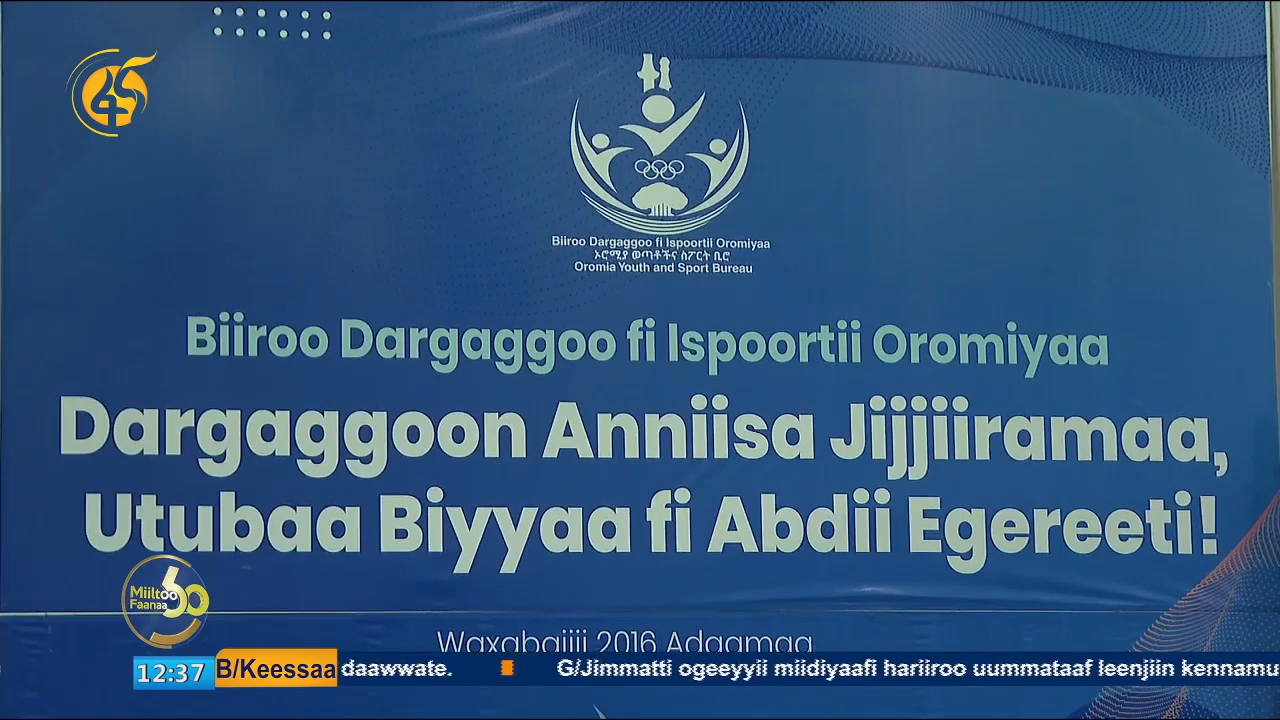 Biiroo Dargaggoo fi Ispoortii Oromiyaa
ኦሮሚያ ወጣቶችና ስፖርት ቢሮ
Oromia Youth and Sport Bureau
Biiroo Dargaggoo fi Ispoortii Oromiyaa
Dargaggoon Anniisa Jijjiiramaa,
Utubaa Biyyaa fi Abdii Egereeti!
Miiltoo
Faanaa
30
Waxabajjii 2016 Adaamaa
12:37 B/Keessaa daawwate. G/Jimmatti ogeeyyii miidiyaafi hariiroo uummataaf leenjiin kennamu